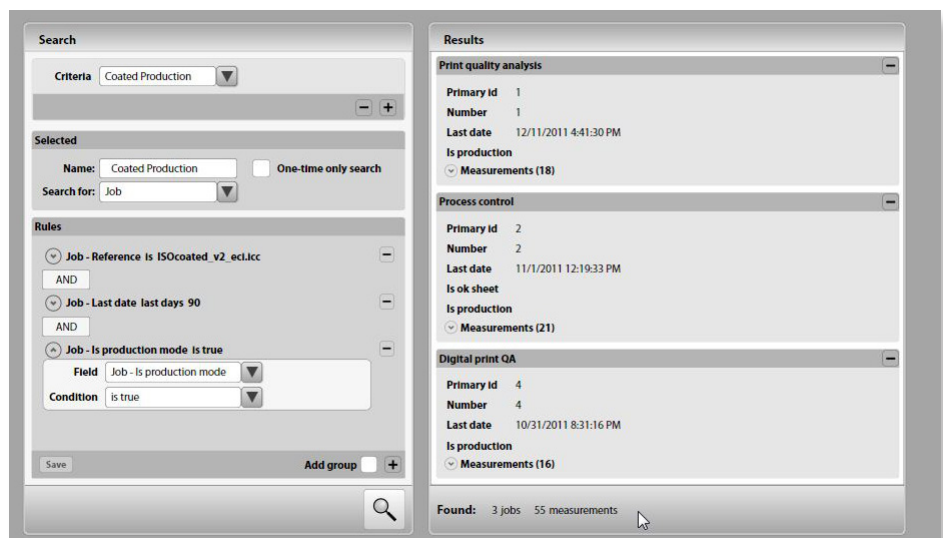 Search
Criteria Coated Production
Selected
Name: Coated Production One-time only search
Search for: Job
Rules
Job - Reference is ISOcoated_v2_eci.icc
AND
Job - Last date last days 90
AND
Job - Is production mode is true
Field Job - Is production mode
Condition is true
Save Add group
Results
Print quality analysis
Primary id 1
Number 1
Last date 12/11/2011 4:41:30 PM
Is production
Measurements (18)
Process control
Primary id 2
Number 2
Last date 11/1/2011 12:19:33 PM
Is ok sheet
Is production
Measurements (21)
Digital print QA
Primary id 4
Number 4
Last date 10/31/2011 8:31:16 PM
Is production
Measurements (16)
Found: 3 jobs 55 measurements